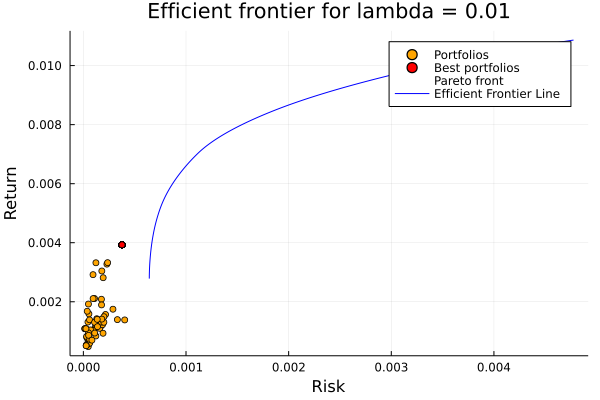 Efficient frontier for lambda = 0.01
Portfolios
Best portfolios
Pareto front
Efficient Frontier Line
Return
0.010
0.008
0.006
0.004
0.002
0.000
0.001
0.002
0.003
0.004
Risk